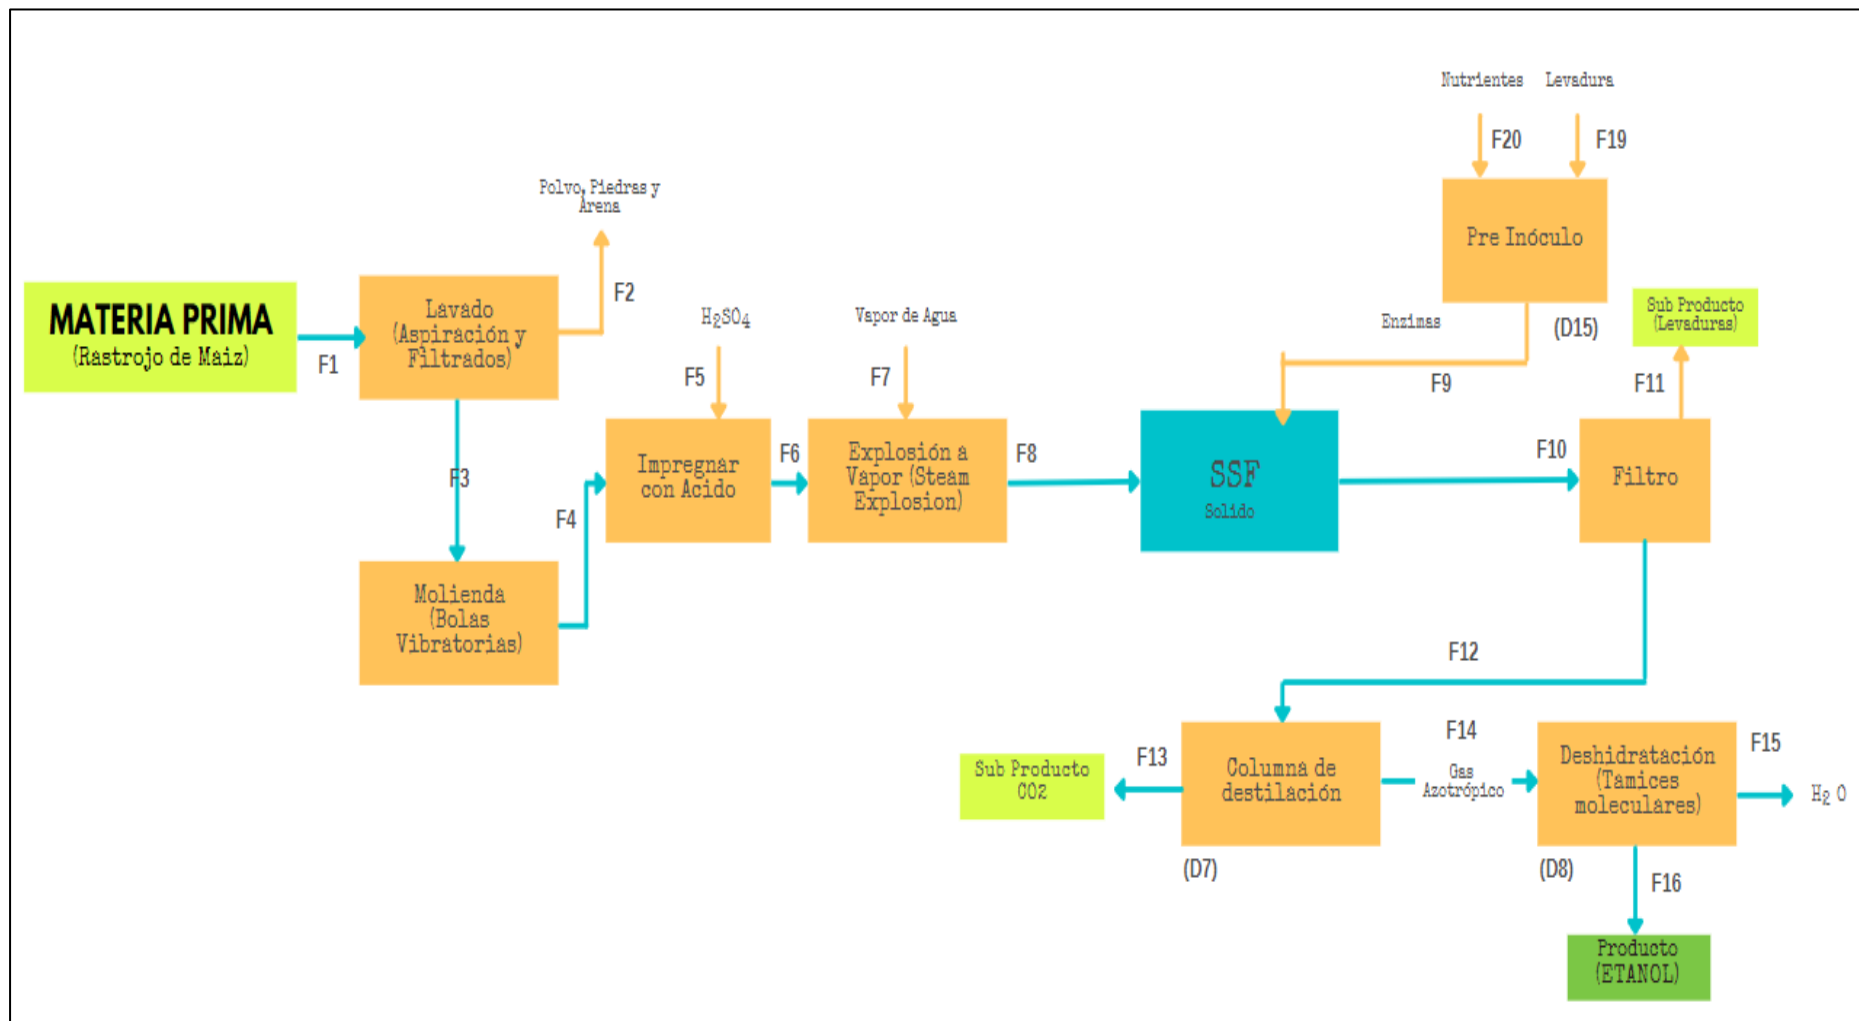 Nutrientes
Levadura
F20
F19
Pre Inóculo
(D15)
Polvo, Piedras y
Arena
F2
MATERIA PRIMA
(Rastrojo de Maiz)
F1
Lavado
(Aspiración y
Filtrados)
F3
Molienda
(Bolas
Vibratorias)
F4
H₂SO₄
F5
Impregnar
con Acido
F6
Vapor de Agua
F7
Explosión a
Vapor (Steam
Explosion)
F8
Enzimas
F9
SSF
Solido
F10
Sub Producto
(Levaduras)
F11
Filtro
F12
Sub Producto
CO2
F13
Columna de
destilación
(D7)
F14
Gas
Azotrópico
Deshidratación
(Tamices
moleculares)
(D8)
F15
H₂ O
F16
Producto
(ETANOL)